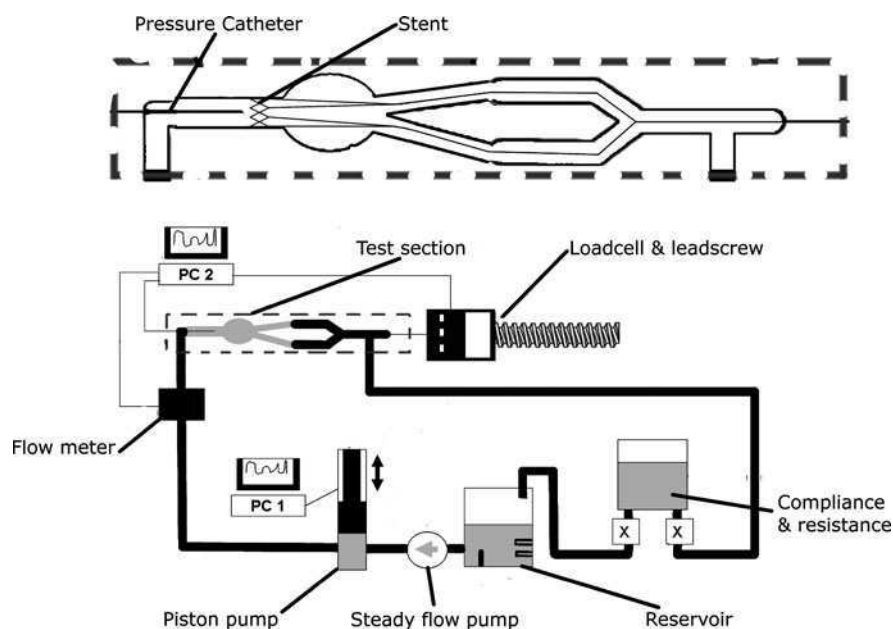 Pressure Catheter
Stent
Test section
Loadcell & leadscrew
PC 2
Flow meter
PC 1
X
X
Compliance
& resistance
Piston pump
Steady flow pump
Reservoir